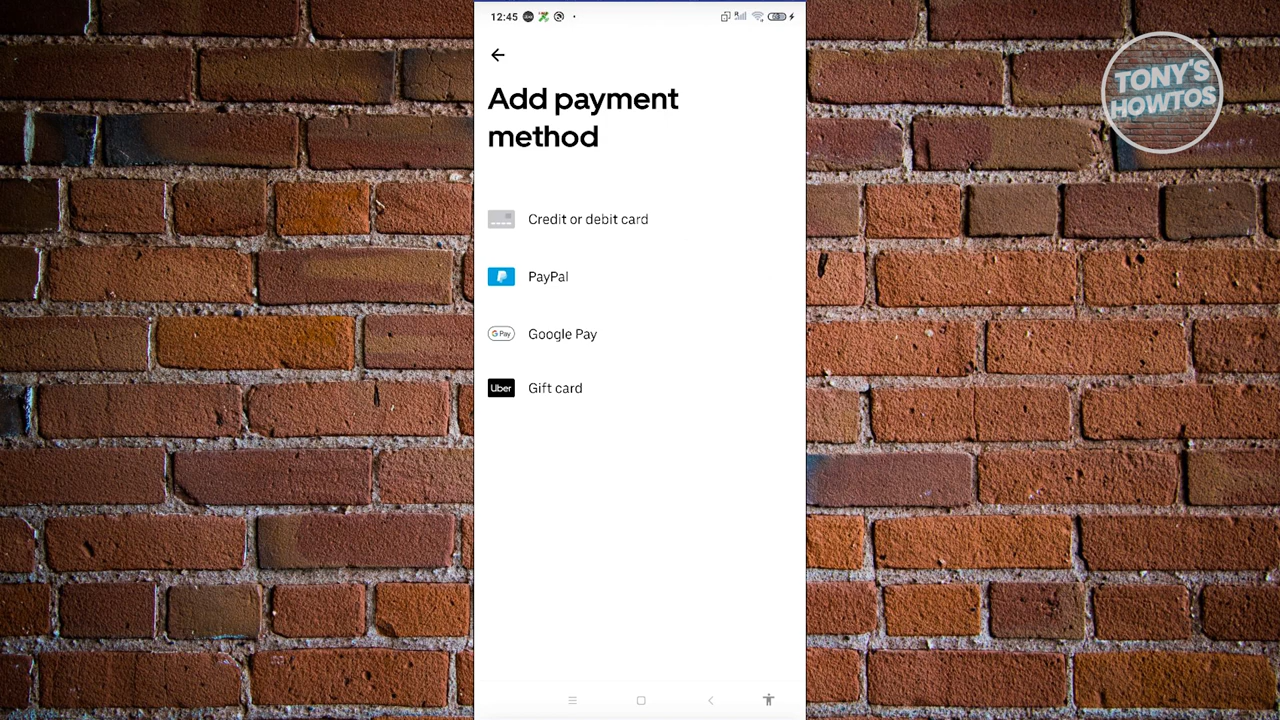 12:45
TONY'S
HOWTOS
Add payment
method
Credit or debit card
PayPal
G Pay
Google Pay
Uber
Gift card